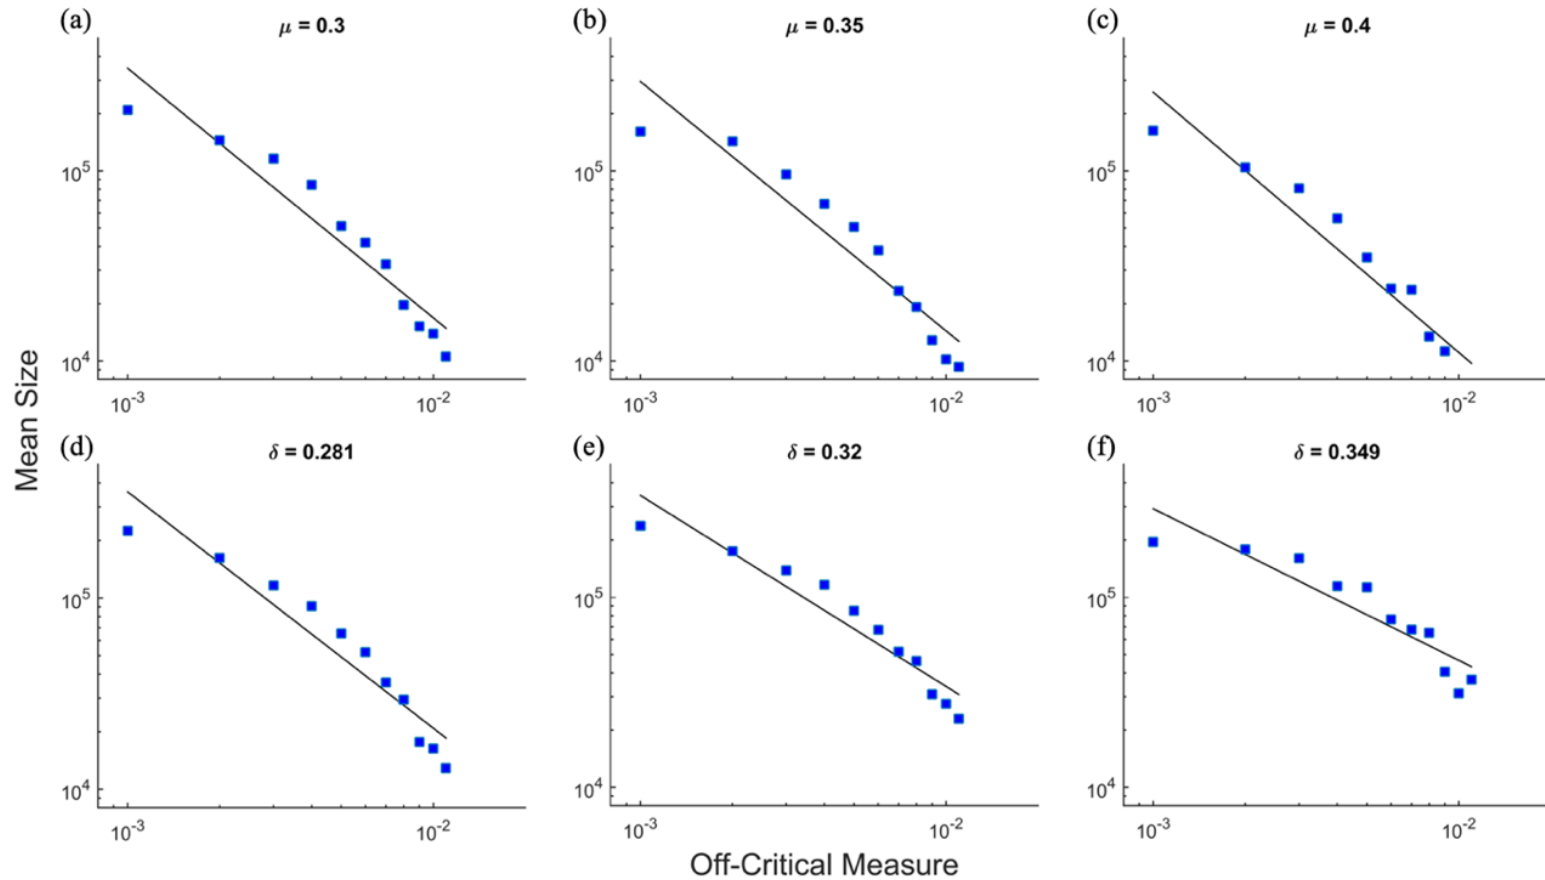 (a) μ = 0.3
(b) μ = 0.35
(c) μ = 0.4
10^5
10^4
10^-3 10^-2
10^5
10^4
10^-3 10^-2
10^5
10^4
10^-3 10^-2
Mean Size
(d) δ = 0.281
(e) δ = 0.32
(f) δ = 0.349
10^5
10^4
10^-3 10^-2
10^5
10^4
10^-3 10^-2
10^5
10^4
10^-3 10^-2
Off-Critical Measure